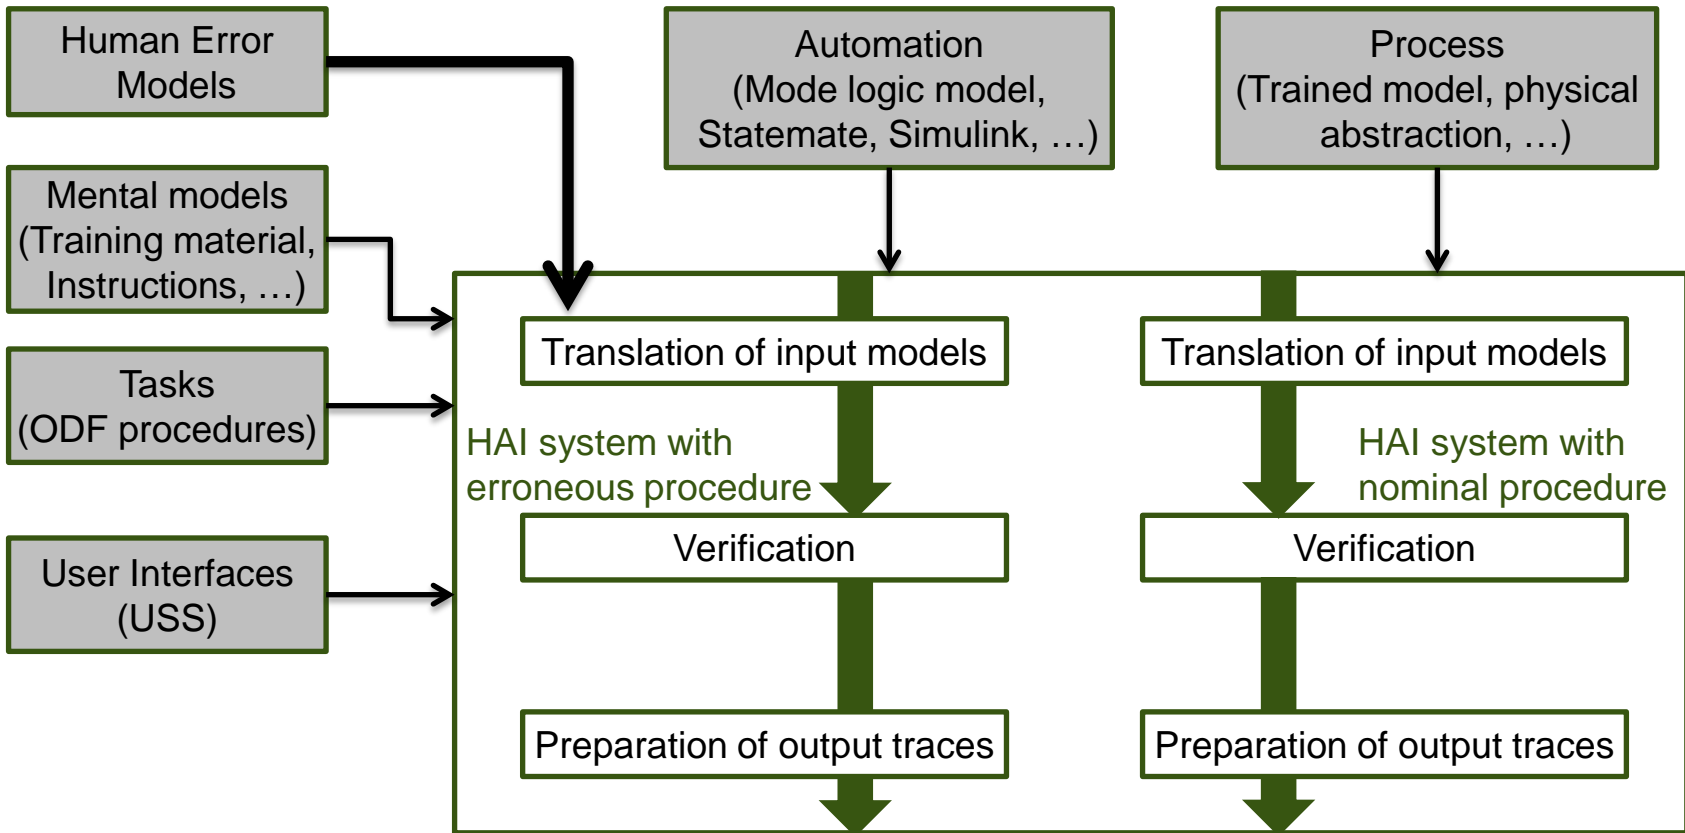 Human Error
Models
Automation
(Mode logic model,
Statemate, Simulink, …)
Process
(Trained model, physical
abstraction, …)
Mental models
(Training material,
Instructions, …)
Tasks
(ODF procedures)
User Interfaces
(USS)
Translation of input models
HAI system with
erroneous procedure
Verification
Preparation of output traces
Translation of input models
HAI system with
nominal procedure
Verification
Preparation of output traces